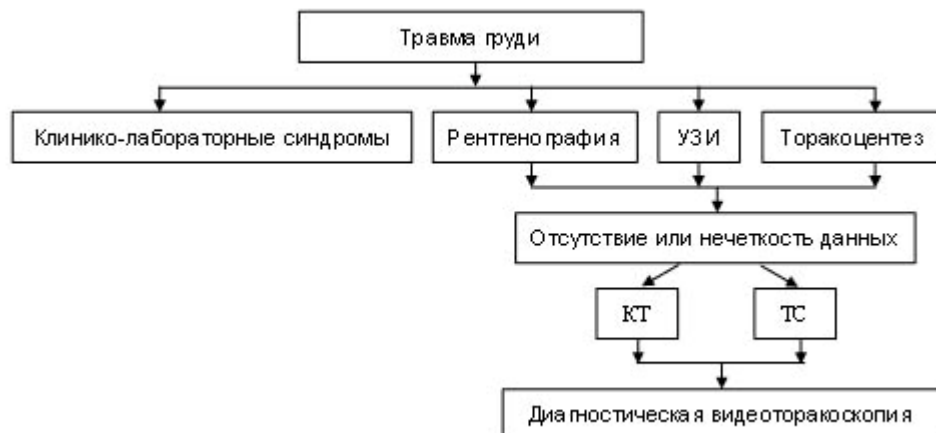 Травма груди
Клинико-лабораторные синдромы
Рентгенография
УЗИ
Торакоцентез
Отсутствие или нечеткость данных
КТ
ТС
Диагностическая видеоторакоскопия